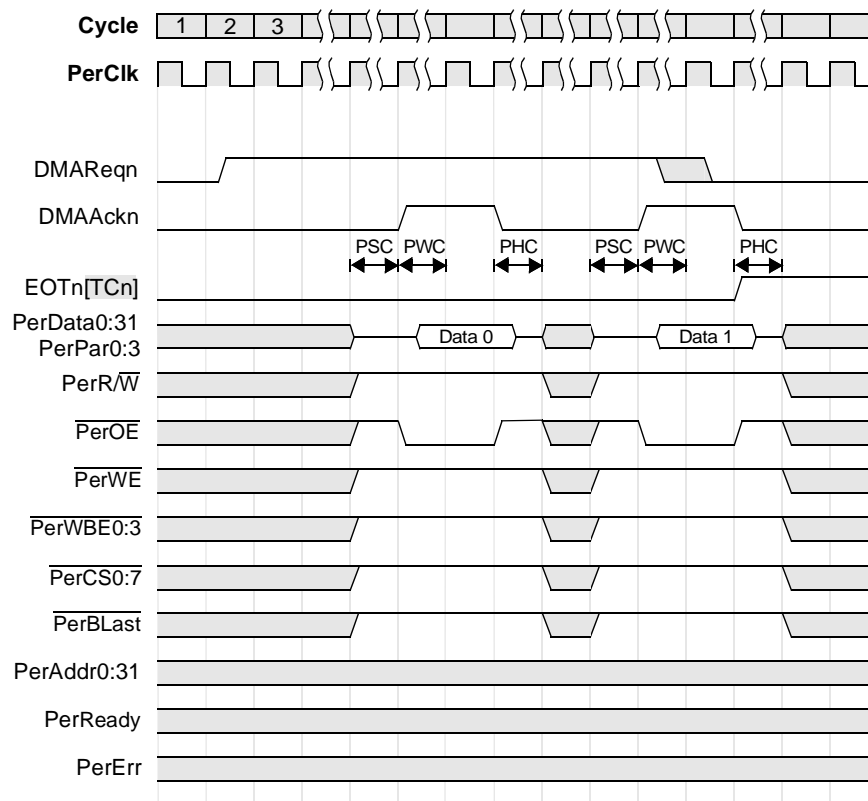 Cycle 1 2 3
PerClk
DMAReqn
DMAAckn
PSC PWC PHC PSC PWC PHC
EOTn[TCn]
PerData0:31
PerPar0:3
Data 0 Data 1
PerR/W
PerOE
PerWE
PerWBE0:3
PerCS0:7
PerBLast
PerAddr0:31
PerReady
PerErr